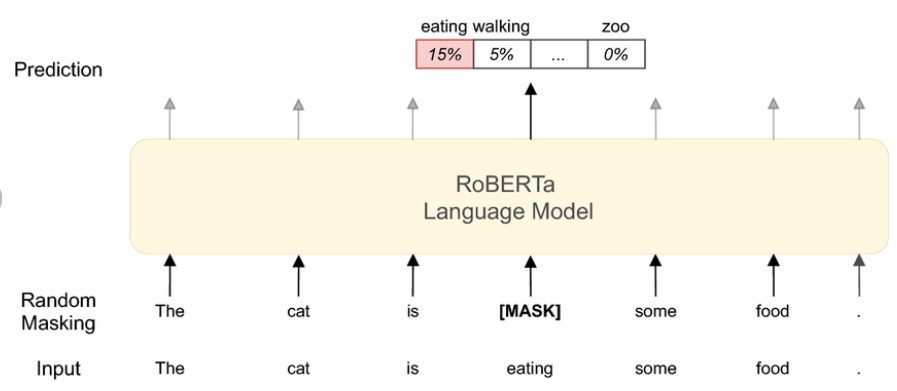 eating walking zoo
15% 5% ... 0%
Prediction
RoBERTa
Language Model
Random
Masking
The cat is [MASK] some food .
Input The cat is eating some food .